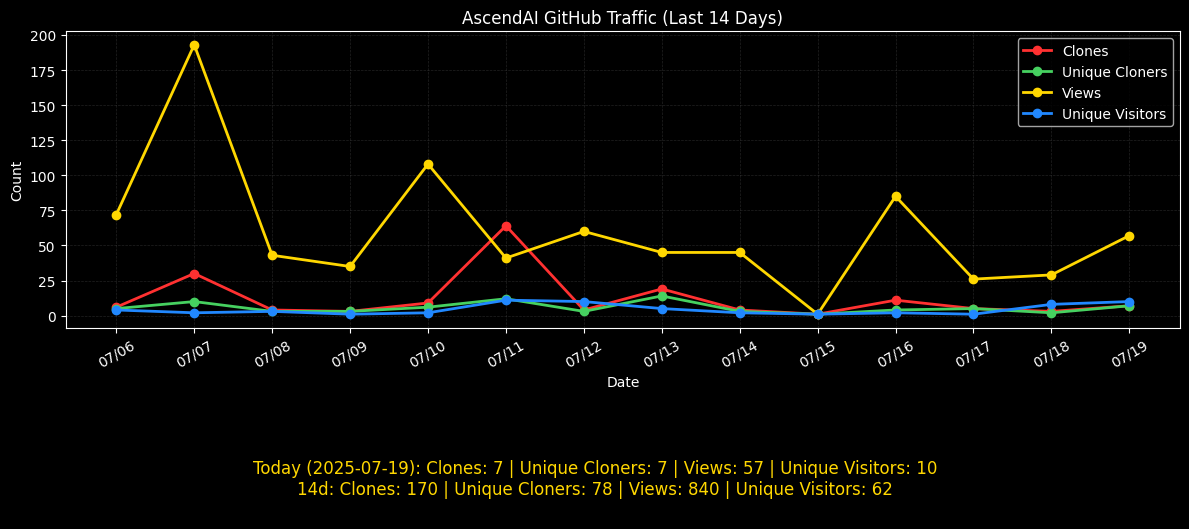 AscendAI GitHub Traffic (Last 14 Days)
200
175
150
125
100
75
50
25
0
Count
Clones
Unique Cloners
Views
Unique Visitors
07/06 07/07 07/08 07/09 07/10 07/11 07/12 07/13 07/14 07/15 07/16 07/17 07/18 07/19
Date
Today (2025-07-19): Clones: 7 | Unique Cloners: 7 | Views: 57 | Unique Visitors: 10
14d: Clones: 170 | Unique Cloners: 78 | Views: 840 | Unique Visitors: 62